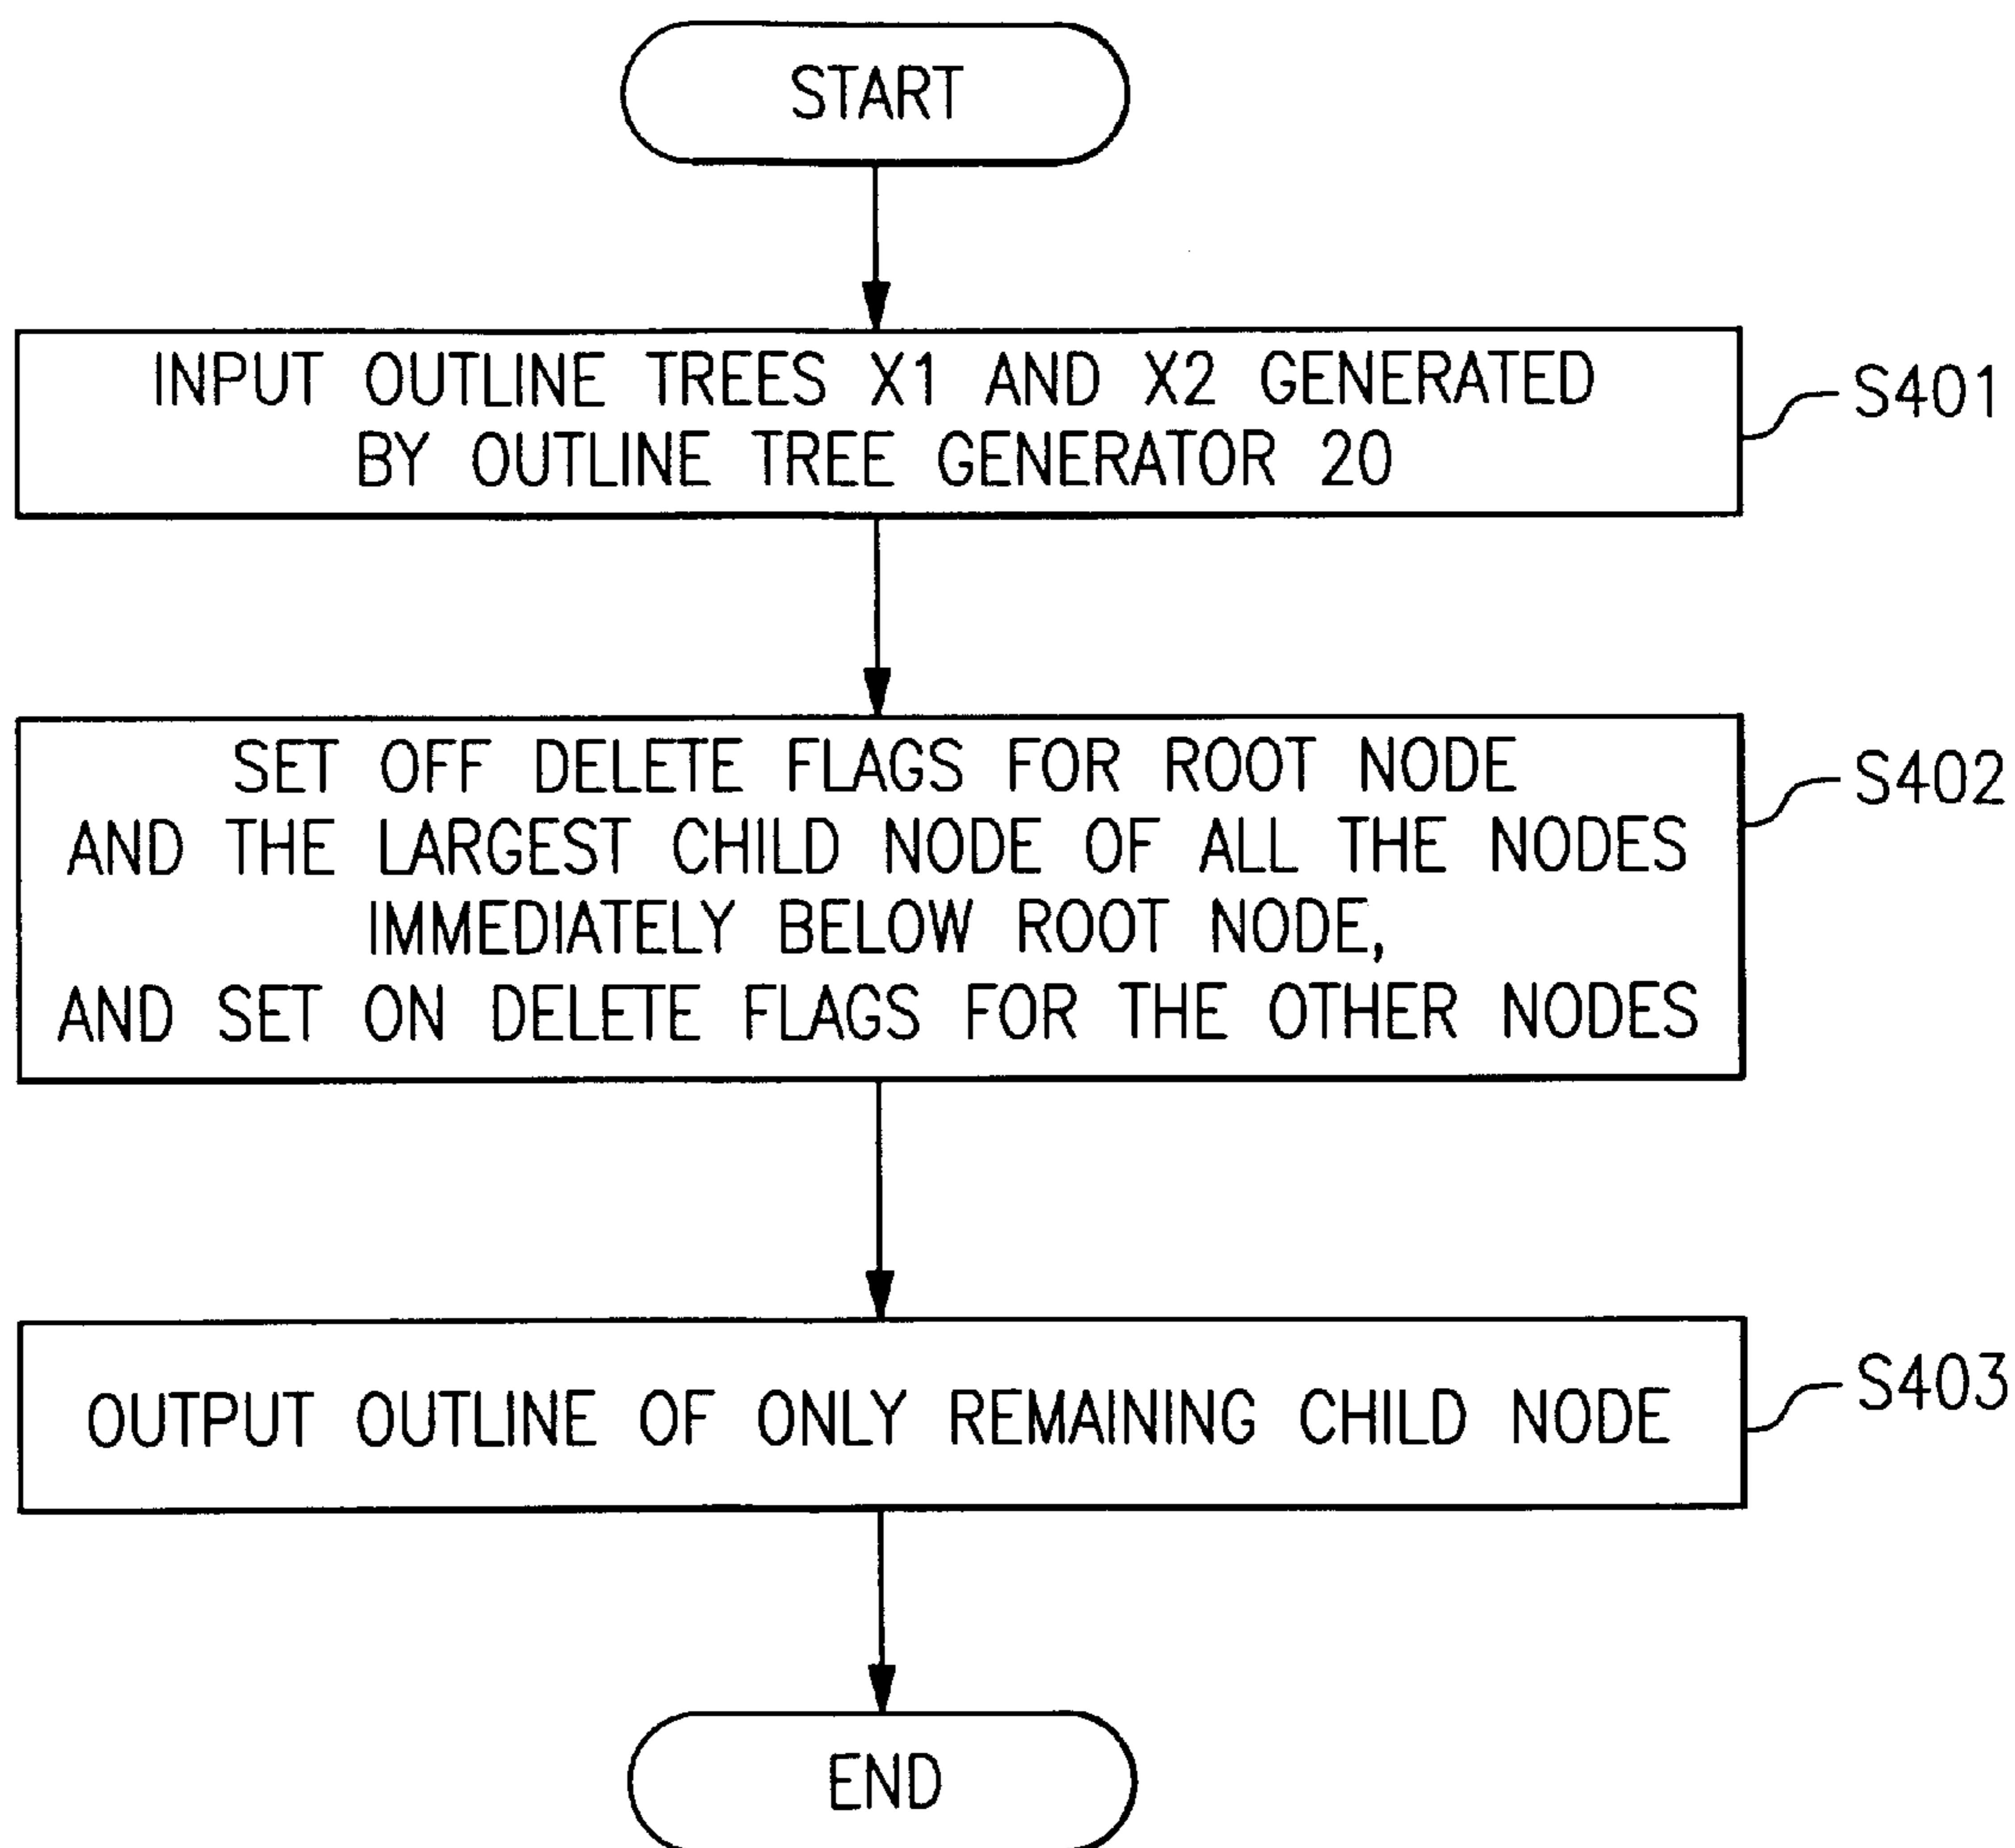 START
INPUT OUTLINE TREES X1 AND X2 GENERATED
BY OUTLINE TREE GENERATOR 20
S401
SET OFF DELETE FLAGS FOR ROOT NODE
AND THE LARGEST CHILD NODE OF ALL THE NODES
IMMEDIATELY BELOW ROOT NODE,
AND SET ON DELETE FLAGS FOR THE OTHER NODES
S402
OUTPUT OUTLINE OF ONLY REMAINING CHILD NODE
S403
END